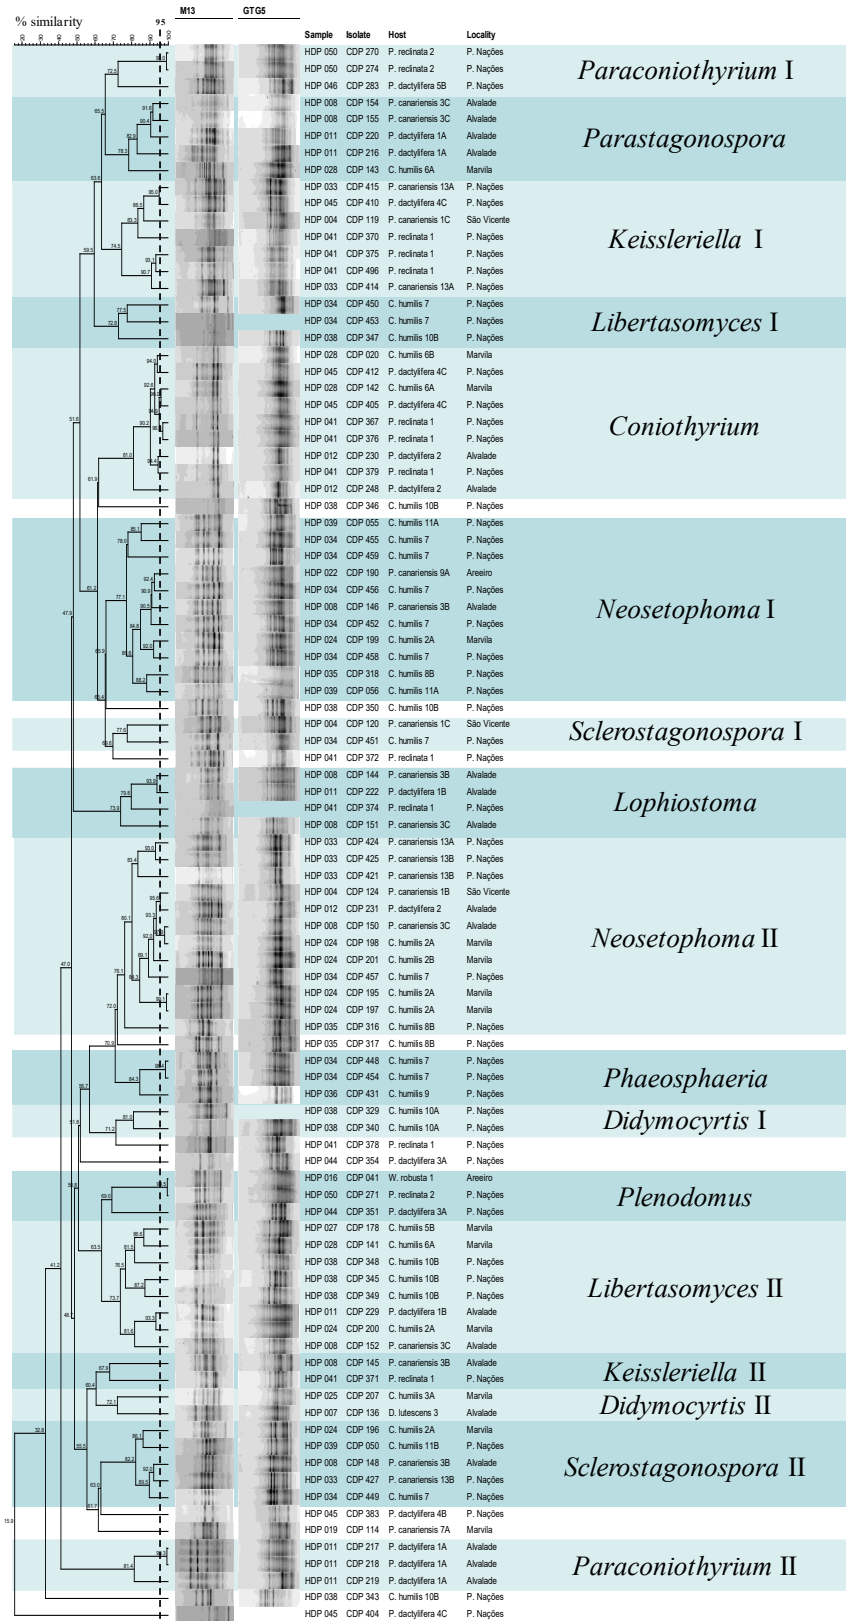 M13 GTG5
% similarity 95
Sample Isolate Host Locality
HDP 050 CDP 270 P. reclinata 2 P. Nações
HDP 050 CDP 274 P. reclinata 2 P. Nações
HDP 046 CDP 283 P. dactylifera 5B P. Nações
Paraconiothyrium I
HDP 008 CDP 154 P. canariensis 3C Alvalade
HDP 008 CDP 155 P. canariensis 3C Alvalade
HDP 011 CDP 220 P. dactylifera 1A Alvalade
HDP 011 CDP 216 P. dactylifera 1A Alvalade
HDP 028 CDP 143 C. humilis 6A Marvila
Parastagonospora
HDP 033 CDP 415 P. canariensis 13A P. Nações
HDP 045 CDP 410 P. dactylifera 4C P. Nações
HDP 004 CDP 119 P. canariensis 1C São Vicente
HDP 041 CDP 370 P. reclinata 1 P. Nações
HDP 041 CDP 375 P. reclinata 1 P. Nações
HDP 041 CDP 496 P. reclinata 1 P. Nações
HDP 033 CDP 414 P. canariensis 13A P. Nações
Keissleriella I
HDP 034 CDP 450 C. humilis 7 P. Nações
HDP 034 CDP 453 C. humilis 7 P. Nações
HDP 038 CDP 347 C. humilis 10B P. Nações
Libertasomyces I
HDP 028 CDP 020 C. humilis 6B Marvila
HDP 045 CDP 412 P. dactylifera 4C P. Nações
HDP 028 CDP 142 C. humilis 6A Marvila
HDP 045 CDP 405 P. dactylifera 4C P. Nações
HDP 041 CDP 367 P. reclinata 1 P. Nações
HDP 041 CDP 376 P. reclinata 1 P. Nações
HDP 012 CDP 230 P. dactylifera 2 Alvalade
HDP 041 CDP 379 P. reclinata 1 P. Nações
HDP 012 CDP 248 P. dactylifera 2 Alvalade
Coniothyrium
HDP 038 CDP 346 C. humilis 10B P. Nações
HDP 039 CDP 055 C. humilis 11A P. Nações
HDP 034 CDP 455 C. humilis 7 P. Nações
HDP 034 CDP 459 C. humilis 7 P. Nações
HDP 022 CDP 190 P. canariensis 9A Areeiro
HDP 034 CDP 456 C. humilis 7 P. Nações
HDP 008 CDP 146 P. canariensis 3B Alvalade
HDP 034 CDP 452 C. humilis 7 P. Nações
HDP 024 CDP 199 C. humilis 2A Marvila
HDP 034 CDP 458 C. humilis 7 P. Nações
HDP 035 CDP 318 C. humilis 8B P. Nações
HDP 039 CDP 056 C. humilis 11A P. Nações
Neosetophoma I
HDP 038 CDP 350 C. humilis 10B P. Nações
HDP 004 CDP 120 P. canariensis 1C São Vicente
HDP 034 CDP 451 C. humilis 7 P. Nações
Sclerostagonospora I
HDP 041 CDP 372 P. reclinata 1 P. Nações
HDP 008 CDP 144 P. canariensis 3B Alvalade
HDP 011 CDP 222 P. dactylifera 1B Alvalade
HDP 041 CDP 374 P. reclinata 1 P. Nações
HDP 008 CDP 151 P. canariensis 3C Alvalade
Lophiostoma
HDP 033 CDP 424 P. canariensis 13A P. Nações
HDP 033 CDP 425 P. canariensis 13B P. Nações
HDP 033 CDP 421 P. canariensis 13B P. Nações
HDP 004 CDP 124 P. canariensis 1B São Vicente
HDP 012 CDP 231 P. dactylifera 2 Alvalade
HDP 008 CDP 150 P. canariensis 3C Alvalade
HDP 024 CDP 198 C. humilis 2A Marvila
HDP 024 CDP 201 C. humilis 2B Marvila
HDP 034 CDP 457 C. humilis 7 P. Nações
HDP 024 CDP 195 C. humilis 2A Marvila
HDP 024 CDP 197 C. humilis 2A Marvila
HDP 035 CDP 316 C. humilis 8B P. Nações
Neosetophoma II
HDP 035 CDP 317 C. humilis 8B P. Nações
HDP 034 CDP 448 C. humilis 7 P. Nações
HDP 034 CDP 454 C. humilis 7 P. Nações
HDP 036 CDP 431 C. humilis 9 P. Nações
Phaeosphaeria
HDP 038 CDP 329 C. humilis 10A P. Nações
HDP 038 CDP 340 C. humilis 10A P. Nações
Didymocyrtis I
HDP 041 CDP 378 P. reclinata 1 P. Nações
HDP 044 CDP 354 P. dactylifera 3A P. Nações
HDP 016 CDP 041 W. robusta 1 Areeiro
HDP 050 CDP 271 P. reclinata 2 P. Nações
HDP 044 CDP 351 P. dactylifera 3A P. Nações
Plenodomus
HDP 027 CDP 178 C. humilis 5B Marvila
HDP 028 CDP 141 C. humilis 6A Marvila
HDP 038 CDP 348 C. humilis 10B P. Nações
HDP 038 CDP 345 C. humilis 10B P. Nações
HDP 038 CDP 349 C. humilis 10B P. Nações
HDP 011 CDP 229 P. dactylifera 1B Alvalade
HDP 024 CDP 200 C. humilis 2A Marvila
HDP 008 CDP 152 P. canariensis 3C Alvalade
Libertasomyces II
HDP 008 CDP 145 P. canariensis 3B Alvalade
HDP 041 CDP 371 P. reclinata 1 P. Nações
Keissleriella II
HDP 025 CDP 207 C. humilis 3A Marvila
HDP 007 CDP 136 D. lutescens 3 Alvalade
Didymocyrtis II
HDP 024 CDP 196 C. humilis 2A Marvila
HDP 039 CDP 050 C. humilis 11B P. Nações
HDP 008 CDP 148 P. canariensis 3B Alvalade
HDP 033 CDP 427 P. canariensis 13B P. Nações
HDP 034 CDP 449 C. humilis 7 P. Nações
Sclerostagonospora II
HDP 045 CDP 383 P. dactylifera 4B P. Nações
HDP 019 CDP 114 P. canariensis 7A Marvila
HDP 011 CDP 217 P. dactylifera 1A Alvalade
HDP 011 CDP 218 P. dactylifera 1A Alvalade
HDP 011 CDP 219 P. dactylifera 1A Alvalade
Paraconiothyrium II
HDP 038 CDP 343 C. humilis 10B P. Nações
HDP 045 CDP 404 P. dactylifera 4C P. Nações